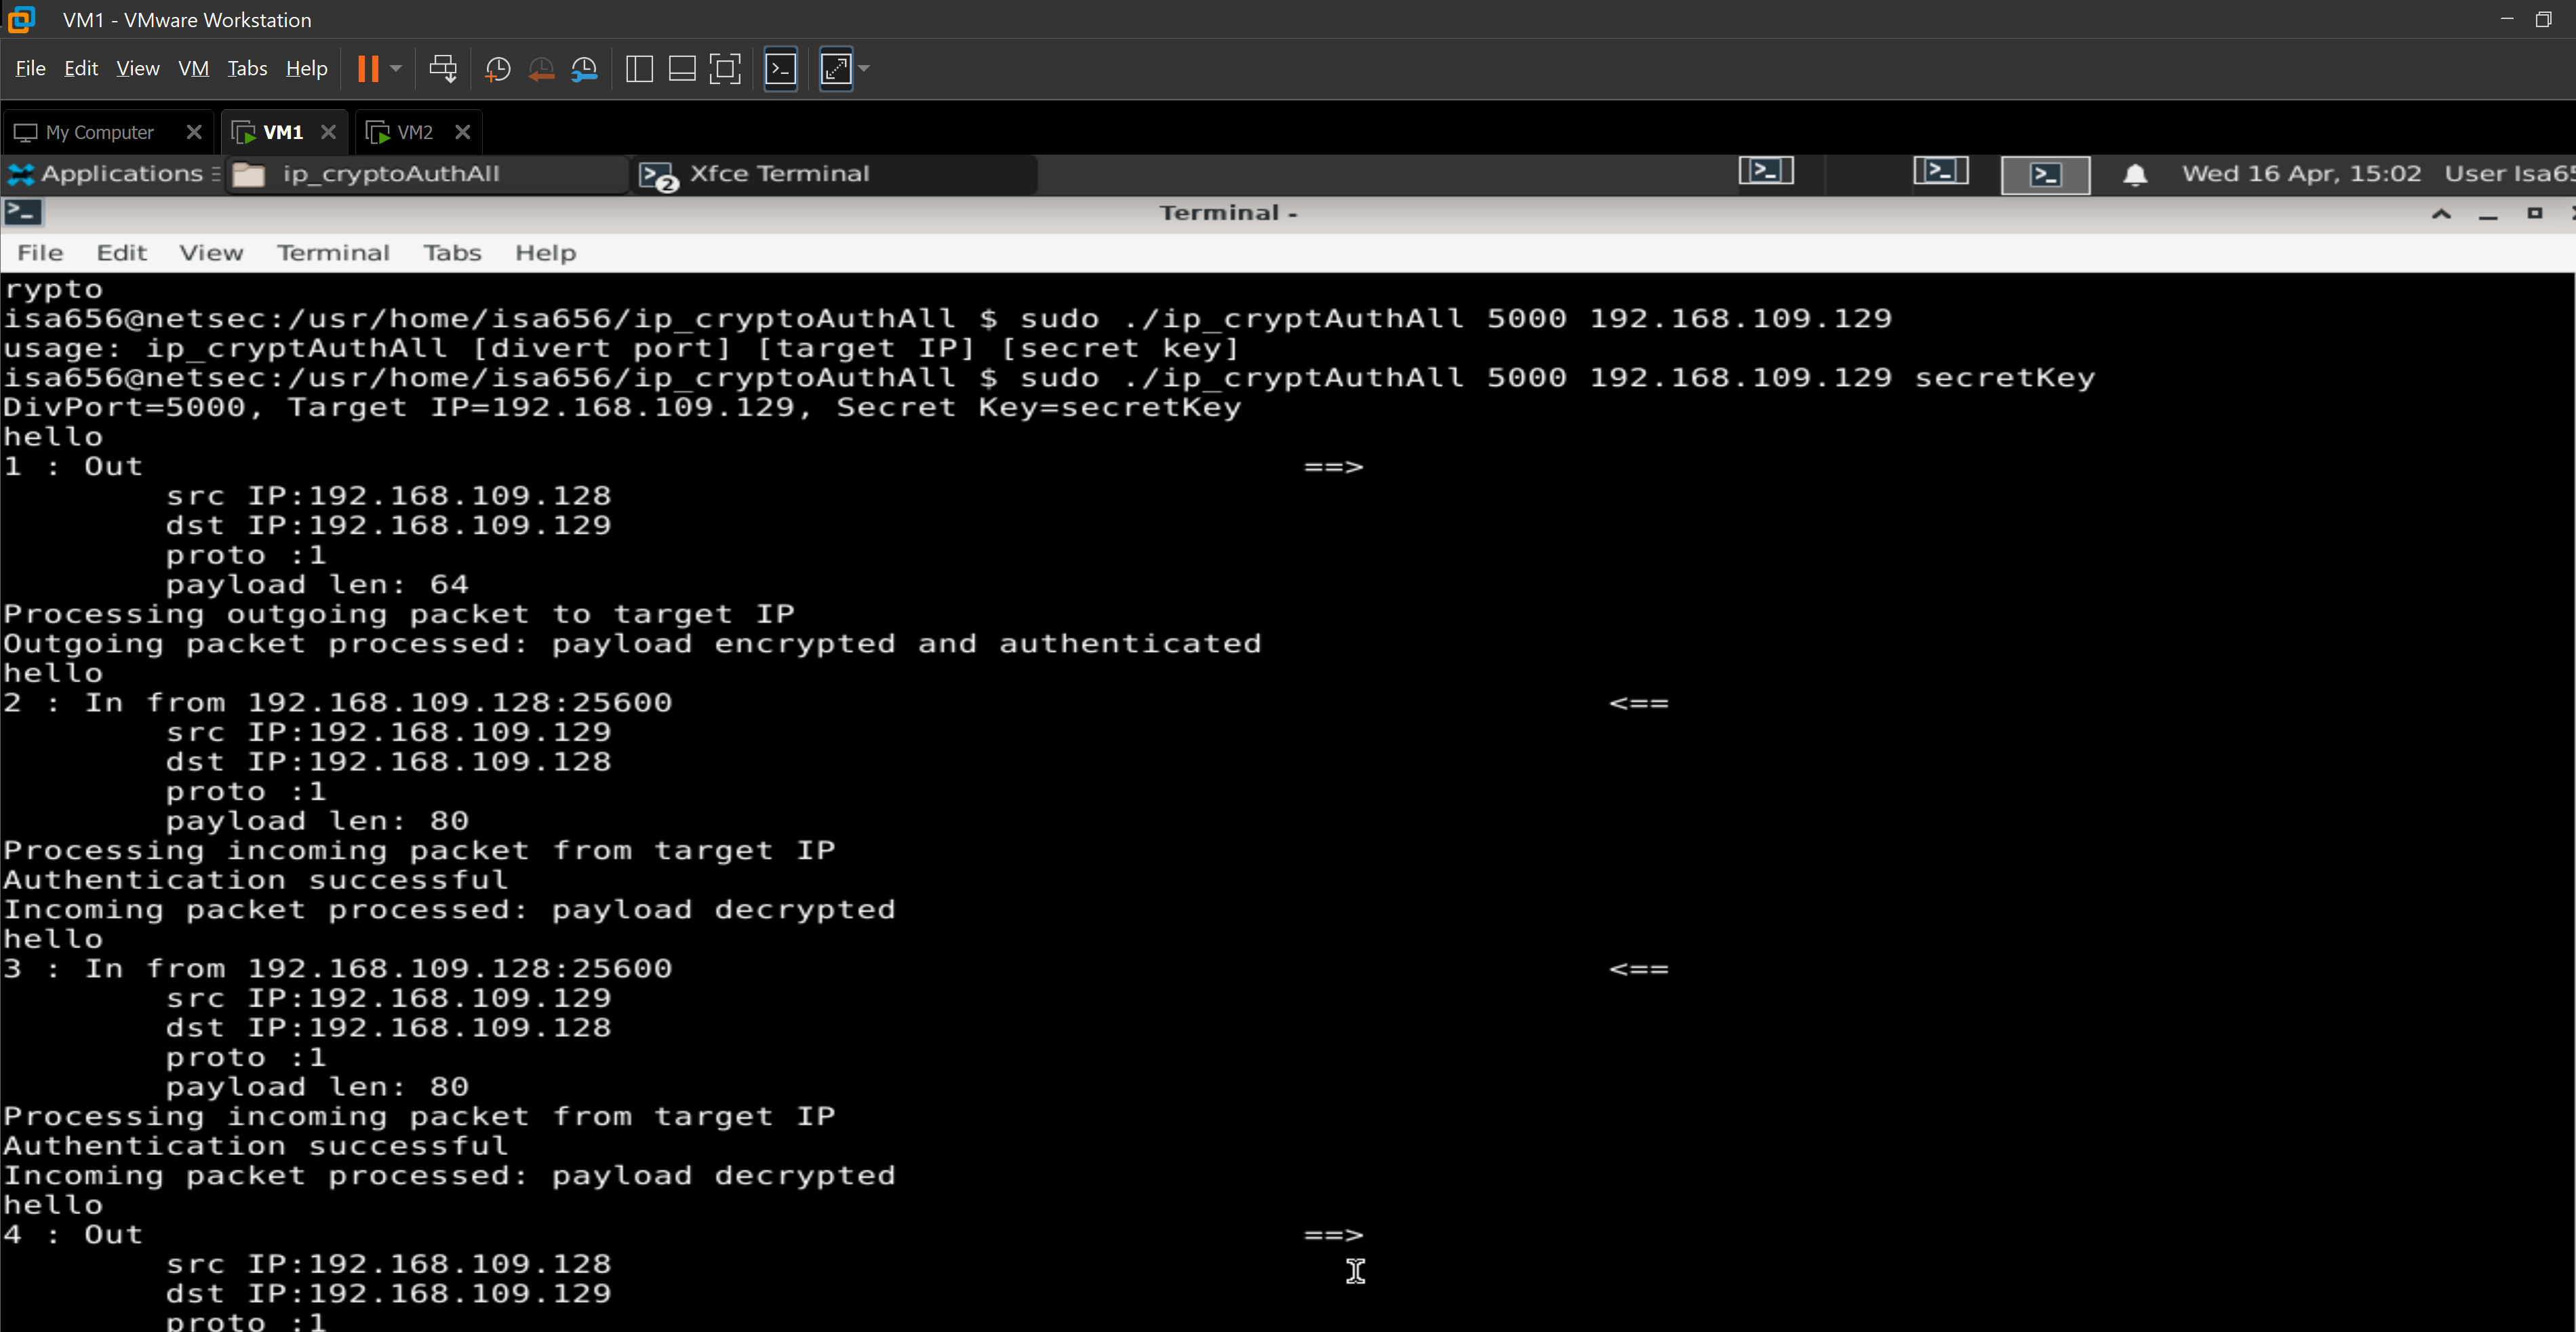 VM1 - VMware Workstation
File Edit View VM Tabs Help
My Computer VM1 VM2
Applications ip_cryptoAuthAll 2 Xfce Terminal Wed 16 Apr, 15:02 User Isa65
Terminal -
File Edit View Terminal Tabs Help
rypto
isa656@netsec:/usr/home/isa656/ip_cryptoAuthAll $ sudo ./ip_cryptAuthAll 5000 192.168.109.129
usage: ip_cryptAuthAll [divert port] [target IP] [secret key]
isa656@netsec:/usr/home/isa656/ip_cryptoAuthAll $ sudo ./ip_cryptAuthAll 5000 192.168.109.129 secretKey
DivPort=5000, Target IP=192.168.109.129, Secret Key=secretKey
hello
1 : Out ==>
src IP:192.168.109.128
dst IP:192.168.109.129
proto :1
payload len: 64
Processing outgoing packet to target IP
Outgoing packet processed: payload encrypted and authenticated
hello
2 : In from 192.168.109.128:25600 <==
src IP:192.168.109.129
dst IP:192.168.109.128
proto :1
payload len: 80
Processing incoming packet from target IP
Authentication successful
Incoming packet processed: payload decrypted
hello
3 : In from 192.168.109.128:25600 <==
src IP:192.168.109.129
dst IP:192.168.109.128
proto :1
payload len: 80
Processing incoming packet from target IP
Authentication successful
Incoming packet processed: payload decrypted
hello
4 : Out ==>
src IP:192.168.109.128
dst IP:192.168.109.129
proto :1